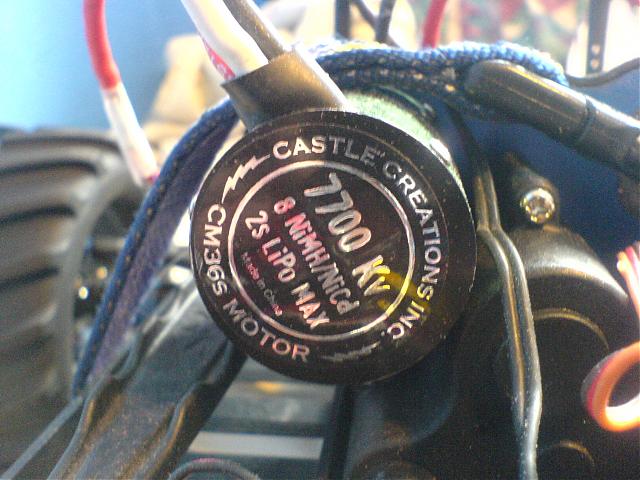 CASTLE CREATIONS INC.
7700 Kv
8 NiMH/NiCd
2S LiPO MAX
Made in China
CM36S MOTOR